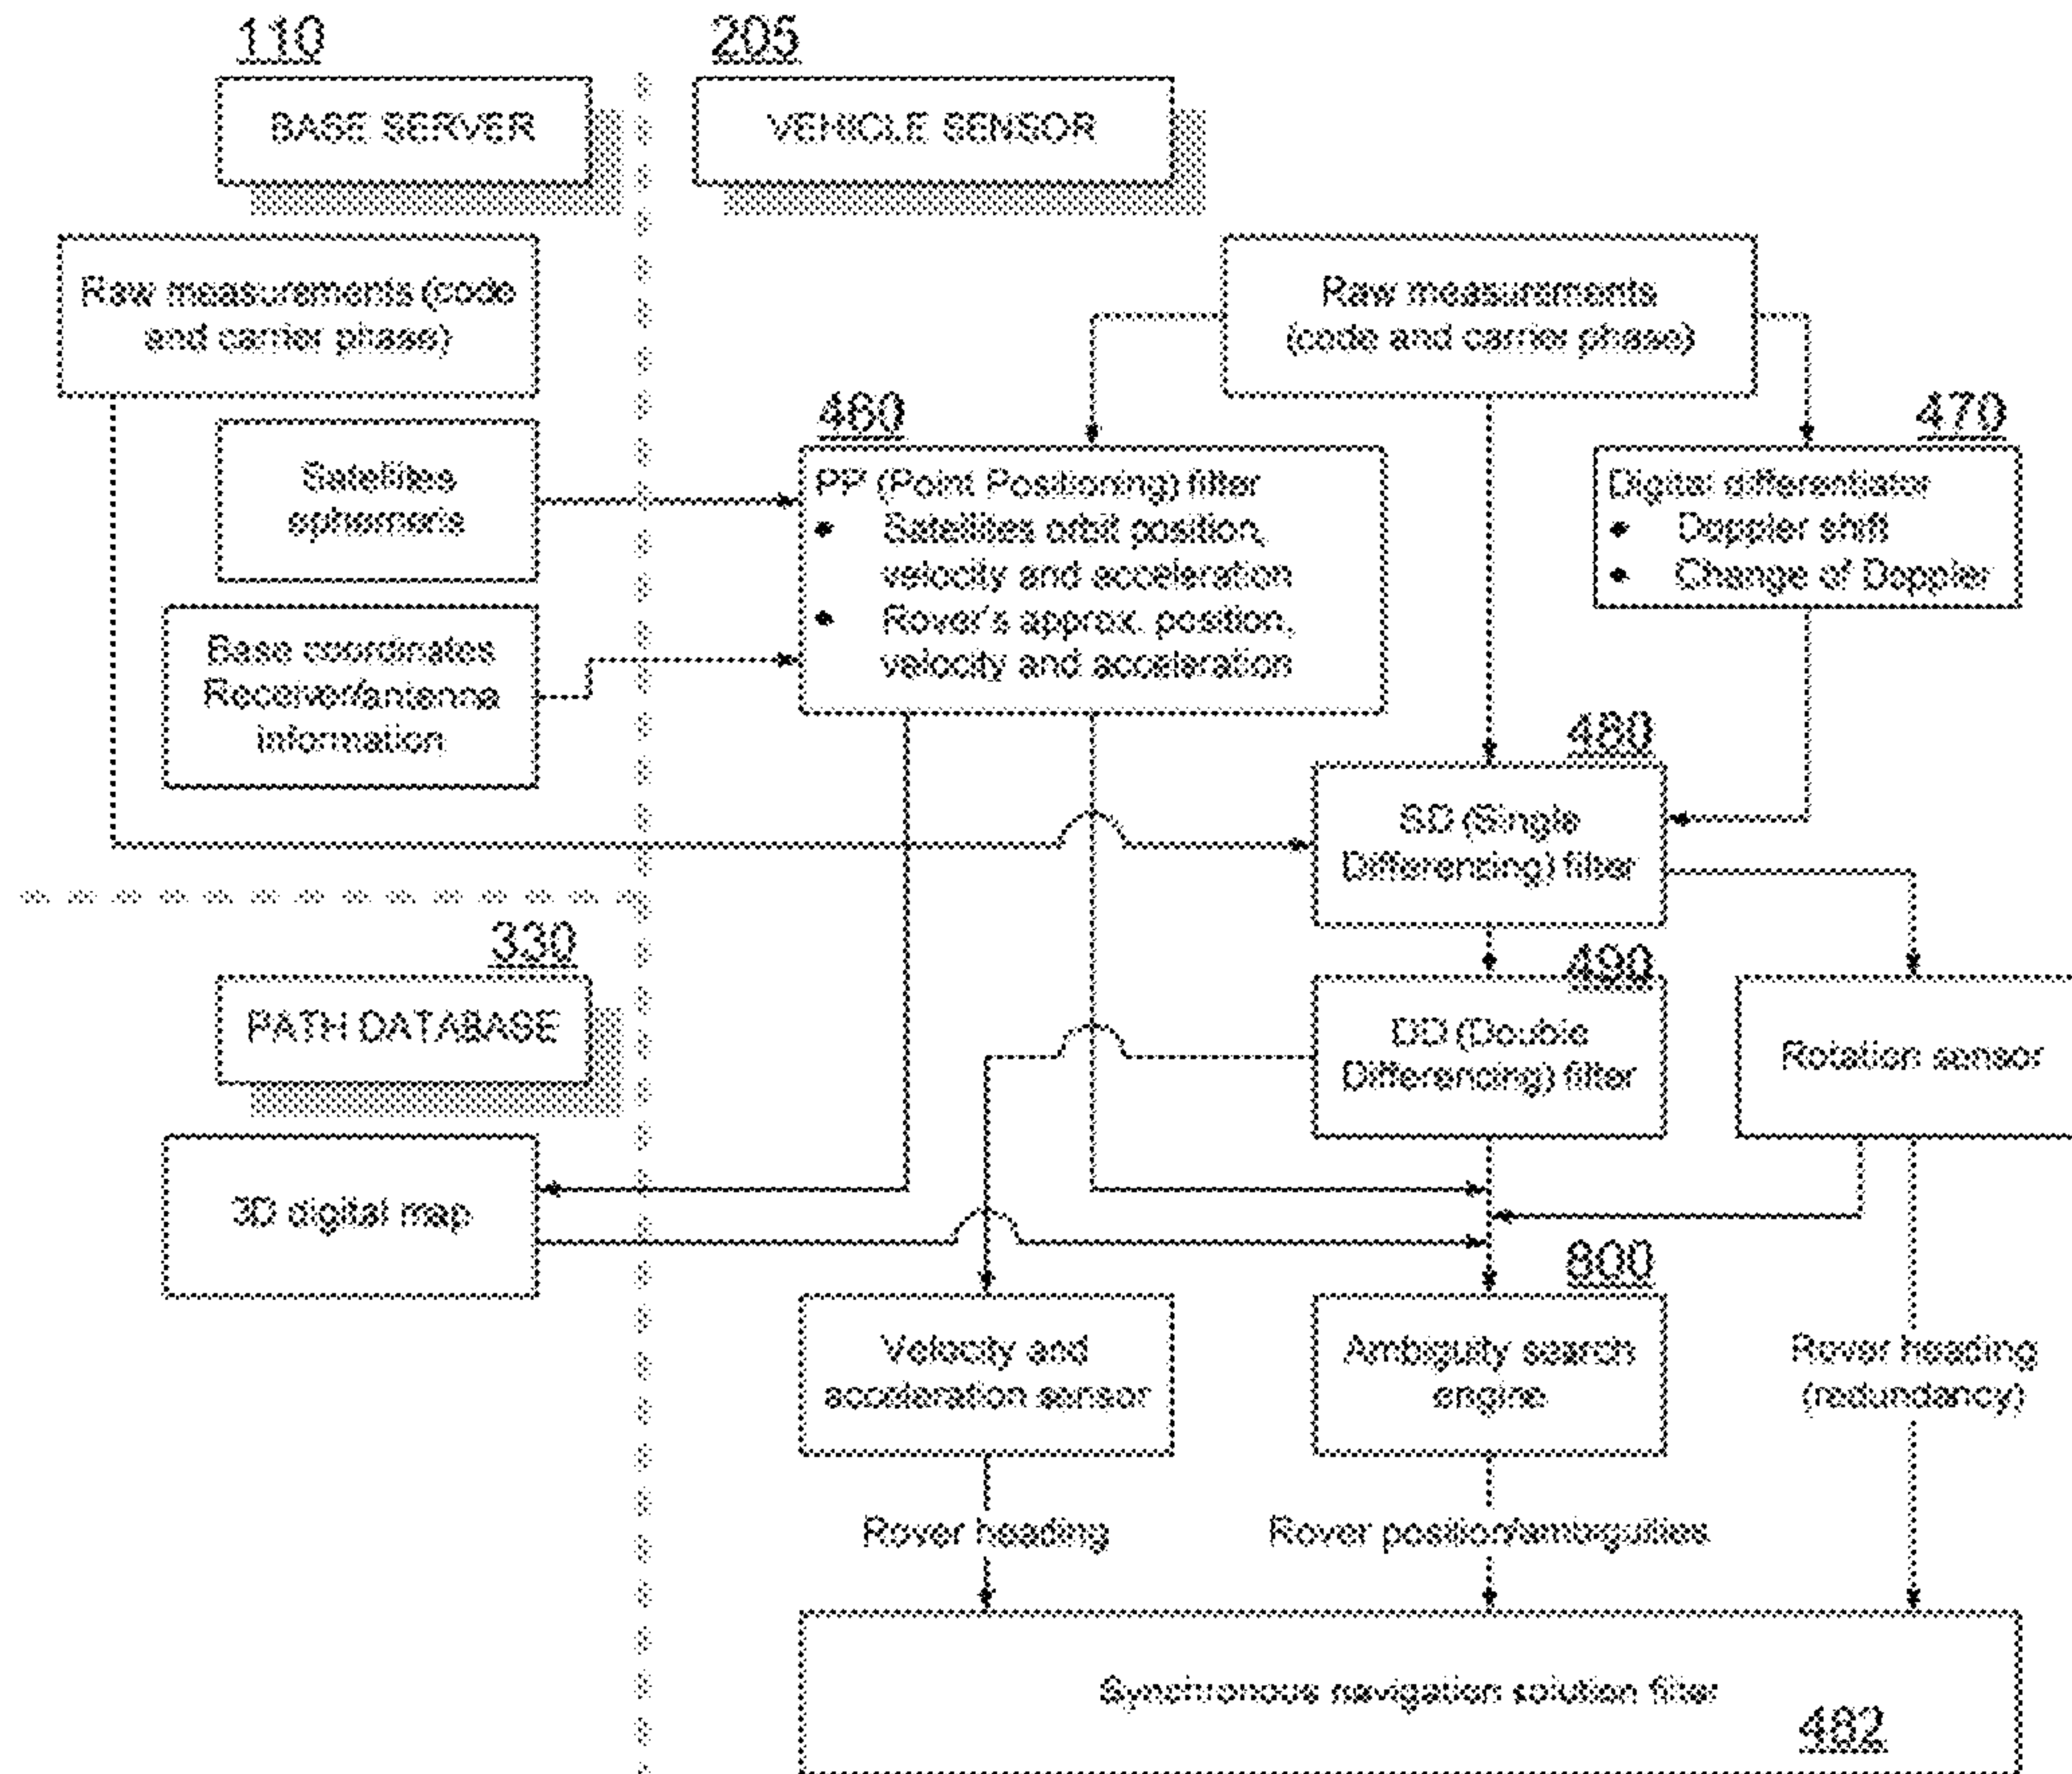 110
205
BASE SERVER
VEHICLE SENSOR
Raw measurements (code
and carrier phase)
Raw measurements
(code and carrier phase)
Satellites
ephemeris
460
PP (Point Positioning) filter
• Satellites orbit position,
velocity and acceleration
• Rover's approx. position,
velocity and acceleration
470
Digital differentiator
• Doppler shift
• Change of Doppler
Base coordinates
Receiver/antenna
information
480
SD (Single
Differencing) filter
330
PATH DATABASE
490
DD (Double
Differencing) filter
Rotation sensor
3D digital map
Velocity and
acceleration sensor
800
Ambiguity search
engine
Rover heading
(redundancy)
Rover heading
Rover position/ambiguities
Synchronous navigation solution filter
482